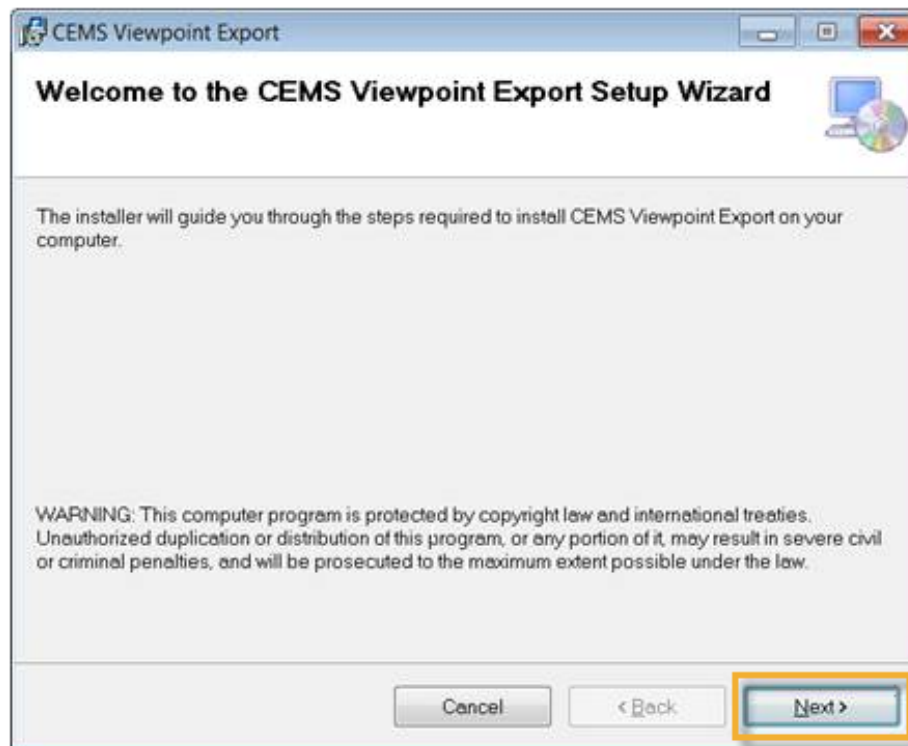 CEMS Viewpoint Export
Welcome to the CEMS Viewpoint Export Setup Wizard
The installer will guide you through the steps required to install CEMS Viewpoint Export on your
computer.
WARNING: This computer program is protected by copyright law and international treaties.
Unauthorized duplication or distribution of this program, or any portion of it, may result in severe civil
or criminal penalties, and will be prosecuted to the maximum extent possible under the law.
Cancel < Back Next >